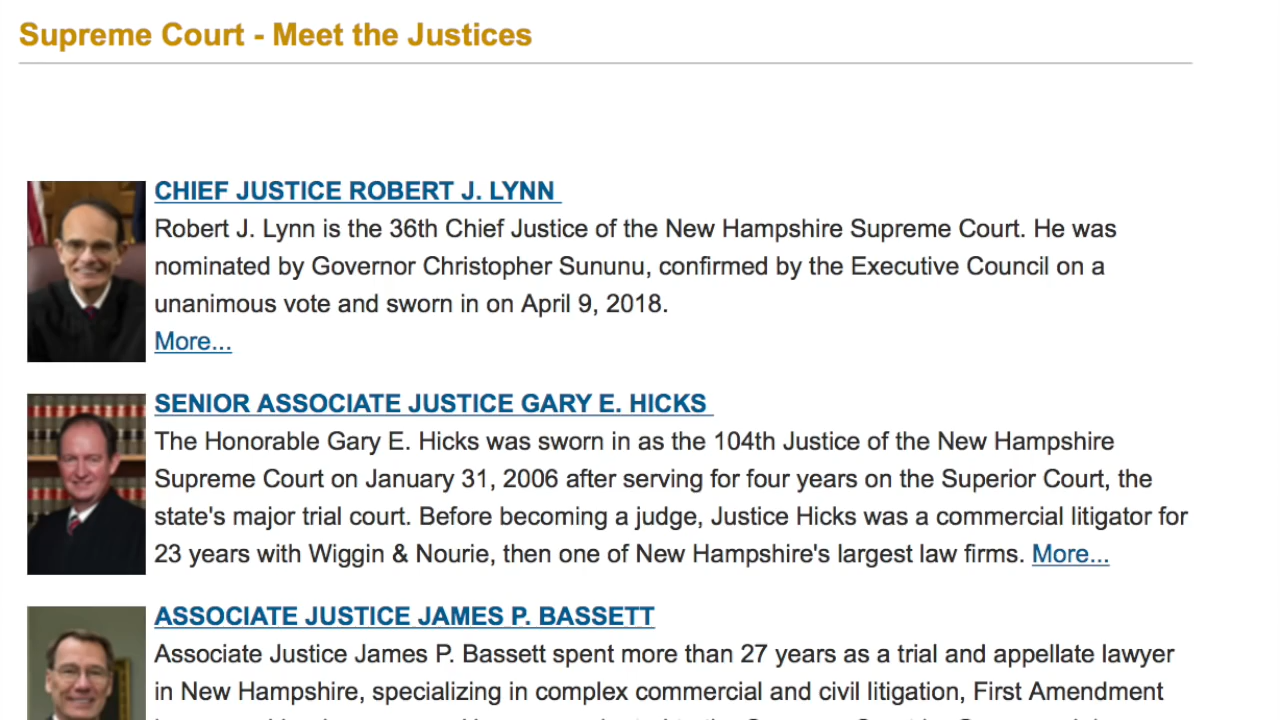 Supreme Court - Meet the Justices
CHIEF JUSTICE ROBERT J. LYNN
Robert J. Lynn is the 36th Chief Justice of the New Hampshire Supreme Court. He was
nominated by Governor Christopher Sununu, confirmed by the Executive Council on a
unanimous vote and sworn in on April 9, 2018.
More...
SENIOR ASSOCIATE JUSTICE GARY E. HICKS
The Honorable Gary E. Hicks was sworn in as the 104th Justice of the New Hampshire
Supreme Court on January 31, 2006 after serving for four years on the Superior Court, the
state's major trial court. Before becoming a judge, Justice Hicks was a commercial litigator for
23 years with Wiggin & Nourie, then one of New Hampshire's largest law firms. More...
ASSOCIATE JUSTICE JAMES P. BASSETT
Associate Justice James P. Bassett spent more than 27 years as a trial and appellate lawyer
in New Hampshire, specializing in complex commercial and civil litigation, First Amendment